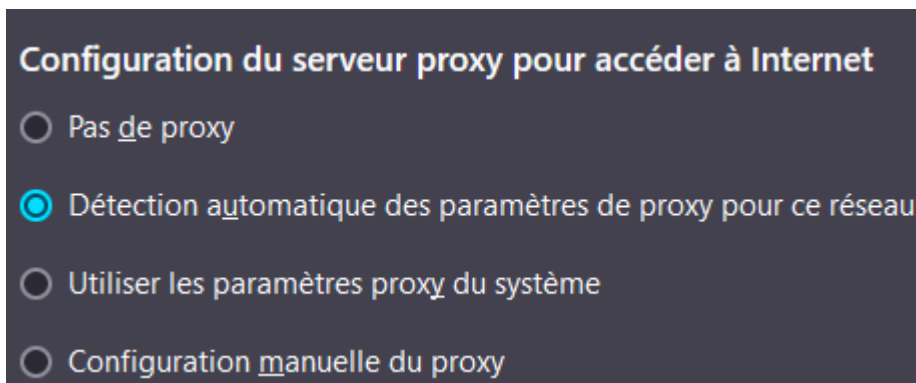 Configuration du serveur proxy pour accéder à Internet
Pas de proxy
Détection automatique des paramètres de proxy pour ce réseau
Utiliser les paramètres proxy du système
Configuration manuelle du proxy